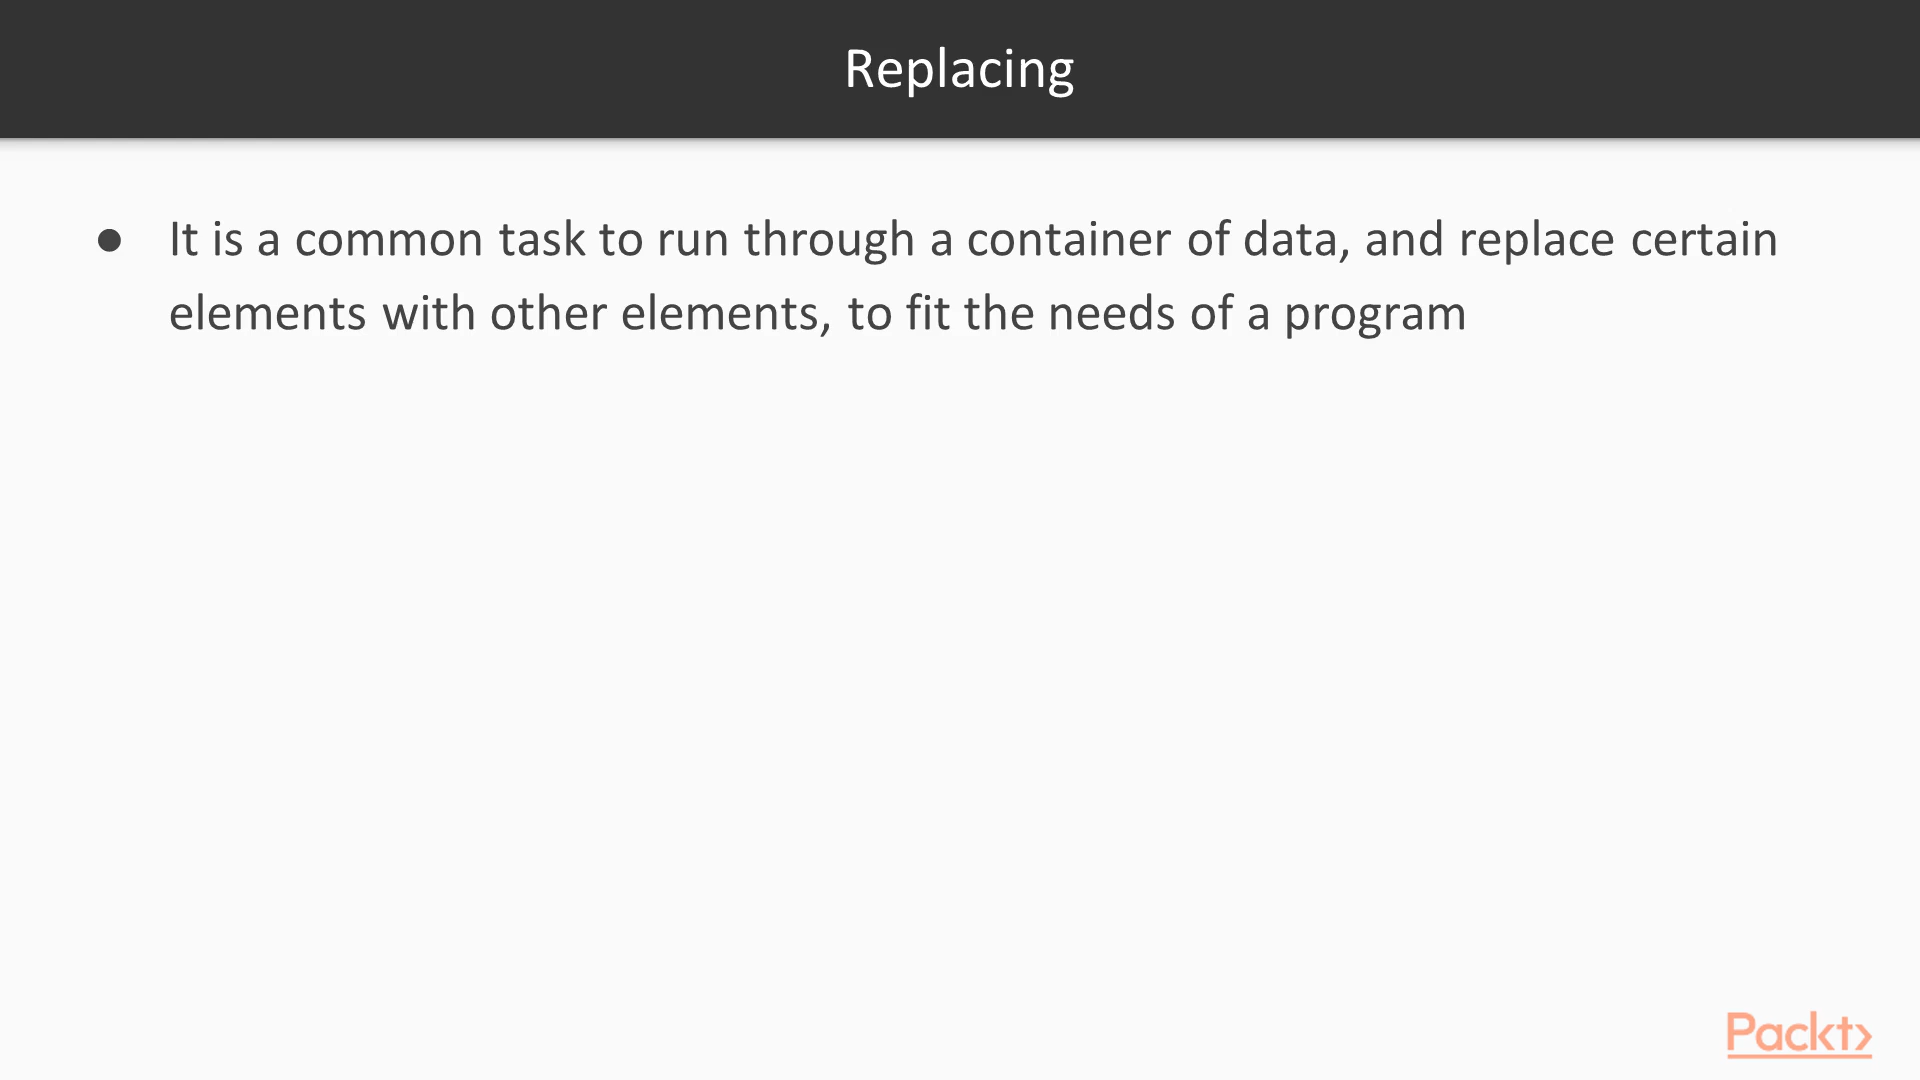 Replacing
● It is a common task to run through a container of data, and replace certain
elements with other elements, to fit the needs of a program
Packt>